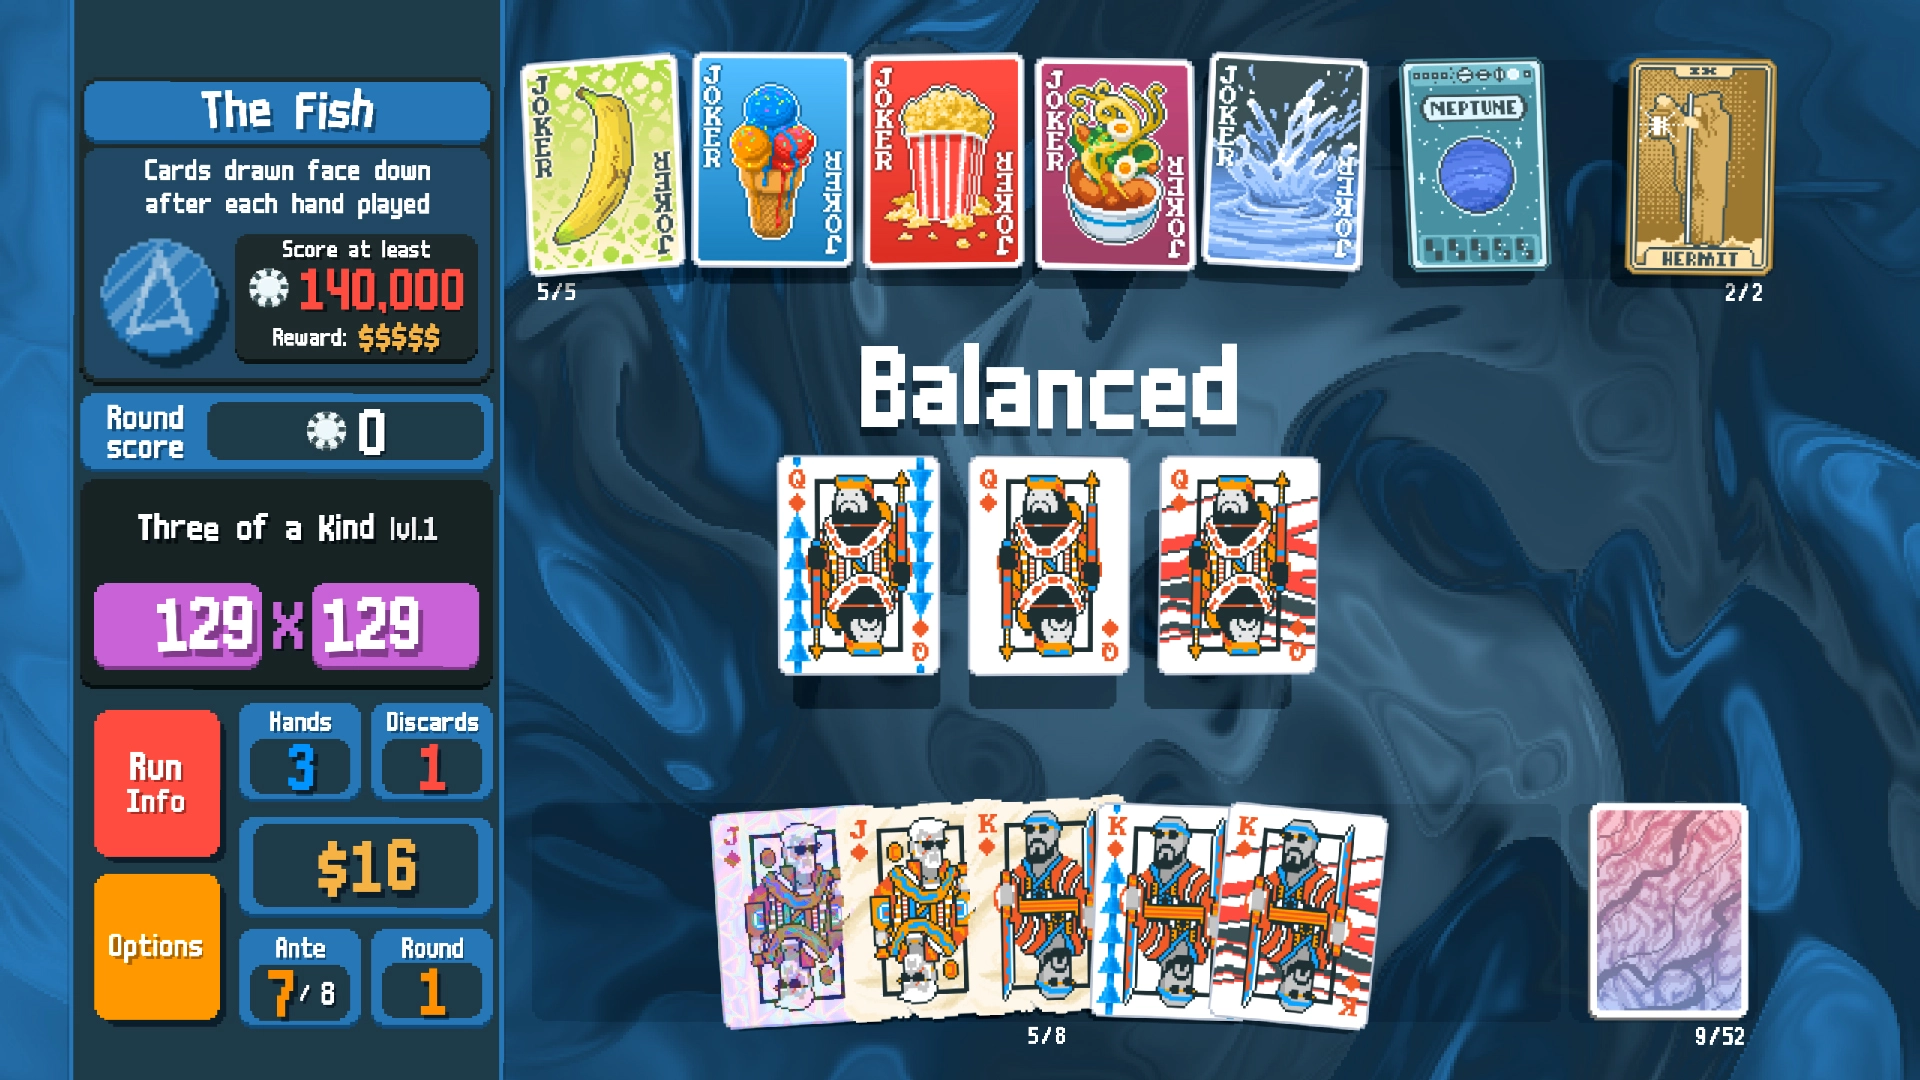 The Fish
Cards drawn face down
after each hand played
Score at least
140,000
Reward: $$$$$
Round
score
0
Three of a Kind lvl.1
129 X 129
Run
Info
Options
Hands
3
Discards
1
$16
Ante
7 / 8
Round
1
JOKER
JOKER
JOKER
JOKER
JOKER
JOKER
JOKER
JOKER
JOKER
JOKER
5/5
NEPTUNE
IX
HERMIT
2/2
Balanced
Q
Q
Q
Q
Q
Q
J
J
K
K
K
K
5/8
9/52